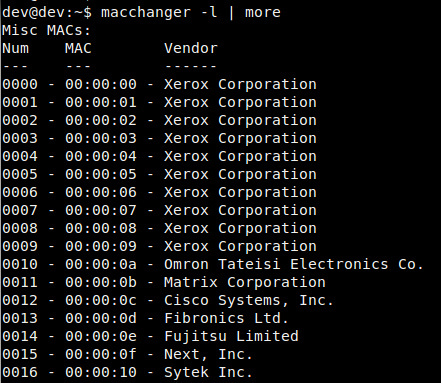 dev@dev:~$ macchanger -l | more
Misc MACs:
Num    MAC         Vendor
---    ---         ------
0000 - 00:00:00 - Xerox Corporation
0001 - 00:00:01 - Xerox Corporation
0002 - 00:00:02 - Xerox Corporation
0003 - 00:00:03 - Xerox Corporation
0004 - 00:00:04 - Xerox Corporation
0005 - 00:00:05 - Xerox Corporation
0006 - 00:00:06 - Xerox Corporation
0007 - 00:00:07 - Xerox Corporation
0008 - 00:00:08 - Xerox Corporation
0009 - 00:00:09 - Xerox Corporation
0010 - 00:00:0a - Omron Tateisi Electronics Co.
0011 - 00:00:0b - Matrix Corporation
0012 - 00:00:0c - Cisco Systems, Inc.
0013 - 00:00:0d - Fibronics Ltd.
0014 - 00:00:0e - Fujitsu Limited
0015 - 00:00:0f - Next, Inc.
0016 - 00:00:10 - Sytek Inc.